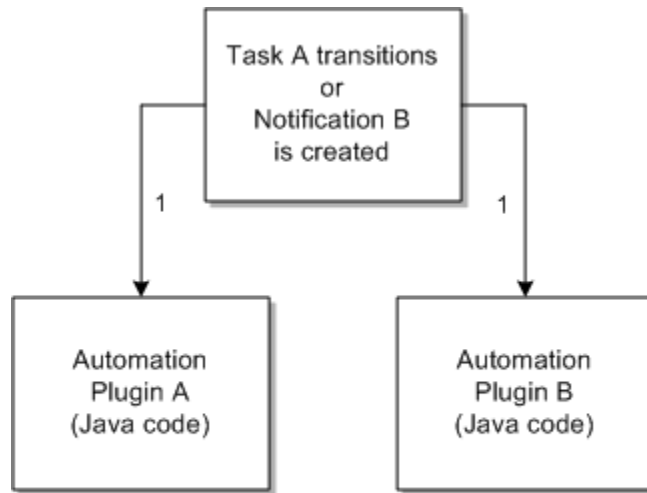 Task A transitions
or
Notification B
is created
1
1
Automation
Plugin A
(Java code)
Automation
Plugin B
(Java code)